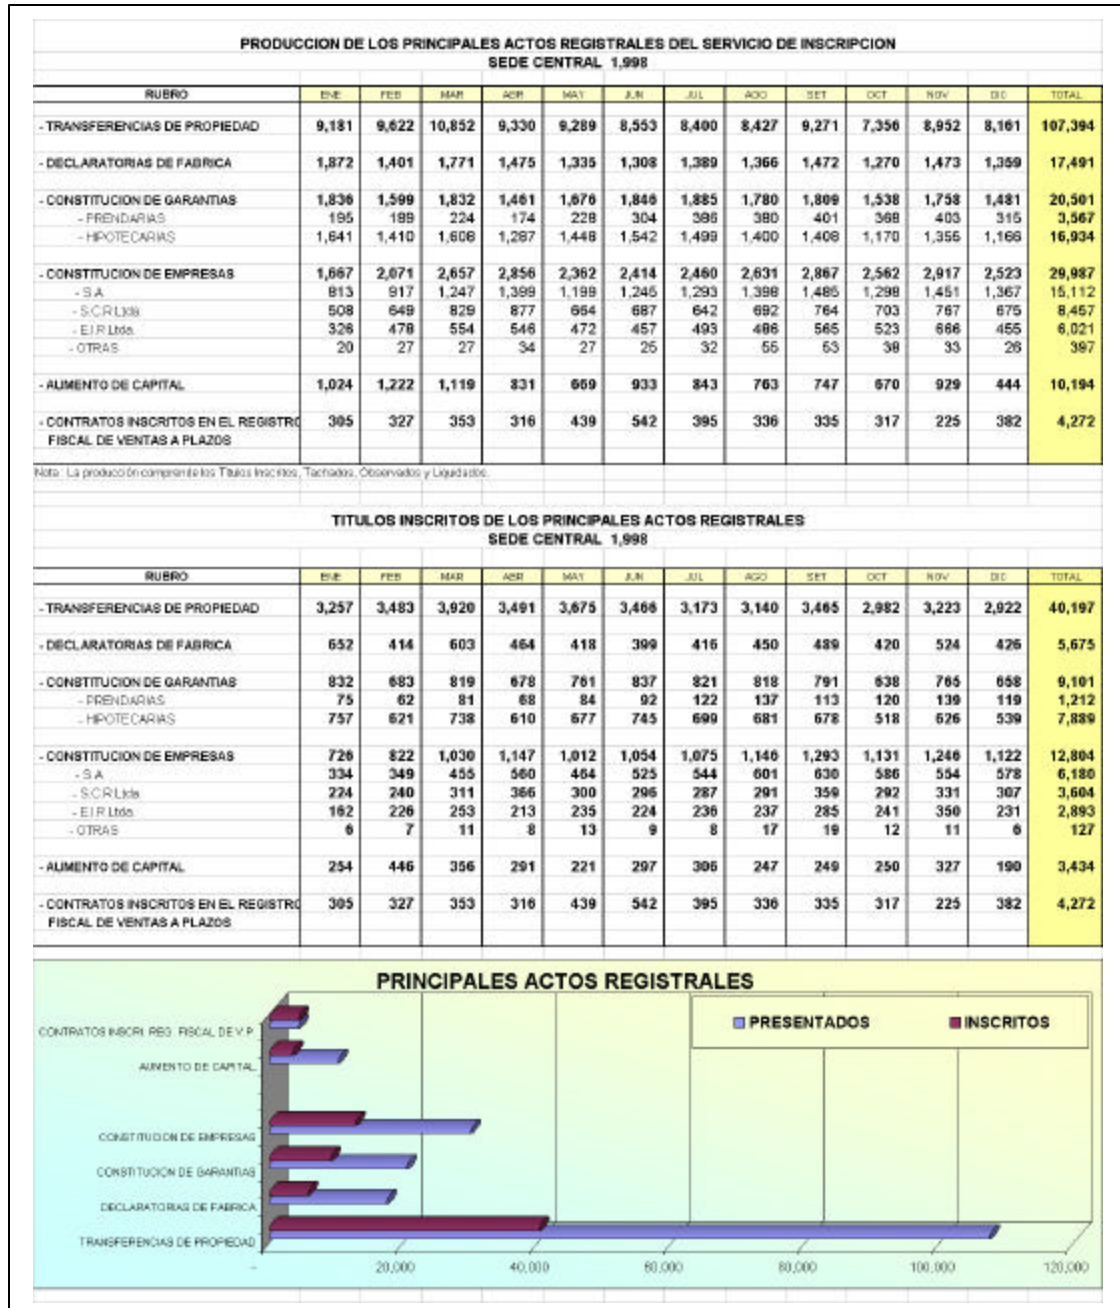 PRODUCCION DE LOS PRINCIPALES ACTOS REGISTRALES DEL SERVICIO DE INSCRIPCION
SEDE CENTRAL 1,998
RUBRO ENE FEB MAR ABR MAY JUN JUL AGO SET OCT NOV DIC TOTAL
- TRANSFERENCIAS DE PROPIEDAD 9,181 9,622 10,852 9,330 9,289 8,553 8,400 8,427 9,271 7,356 8,952 8,161 107,394
- DECLARATORIAS DE FABRICA 1,872 1,401 1,771 1,475 1,335 1,308 1,389 1,366 1,472 1,270 1,473 1,359 17,491
- CONSTITUCION DE GARANTIAS 1,836 1,599 1,832 1,461 1,676 1,846 1,885 1,780 1,809 1,538 1,758 1,481 20,501
- PRENDARIAS 195 189 224 174 228 304 386 380 401 368 403 315 3,567
- HIPOTECARIAS 1,641 1,410 1,608 1,287 1,448 1,542 1,499 1,400 1,408 1,170 1,355 1,166 16,934
- CONSTITUCION DE EMPRESAS 1,667 2,071 2,657 2,856 2,362 2,414 2,460 2,631 2,867 2,562 2,917 2,523 29,987
- S.A. 813 917 1,247 1,399 1,199 1,245 1,293 1,398 1,485 1,298 1,451 1,367 15,112
- S.C.R.Ltda. 508 649 829 877 664 687 642 692 764 703 767 675 8,457
- E.I.R.Ltda. 326 478 554 546 472 457 493 486 565 523 666 455 6,021
- OTRAS 20 27 27 34 27 25 32 55 53 38 33 26 397
- AUMENTO DE CAPITAL 1,024 1,222 1,119 831 669 933 843 763 747 670 929 444 10,194
- CONTRATOS INSCRITOS EN EL REGISTRO 305 327 353 316 439 542 395 336 335 317 225 382 4,272
FISCAL DE VENTAS A PLAZOS
Nota : La producción comprende los Títulos Inscritos, Tachados, Observados y Liquidados.
TITULOS INSCRITOS DE LOS PRINCIPALES ACTOS REGISTRALES
SEDE CENTRAL 1,998
RUBRO ENE FEB MAR ABR MAY JUN JUL AGO SET OCT NOV DIC TOTAL
- TRANSFERENCIAS DE PROPIEDAD 3,257 3,483 3,920 3,491 3,675 3,466 3,173 3,140 3,465 2,982 3,223 2,922 40,197
- DECLARATORIAS DE FABRICA 652 414 603 464 418 399 416 450 489 420 524 426 5,675
- CONSTITUCION DE GARANTIAS 832 683 819 678 761 837 821 818 791 638 765 658 9,101
- PRENDARIAS 75 62 81 68 84 92 122 137 113 120 139 119 1,212
- HIPOTECARIAS 757 621 738 610 677 745 699 681 678 518 626 539 7,889
- CONSTITUCION DE EMPRESAS 726 822 1,030 1,147 1,012 1,054 1,075 1,146 1,293 1,131 1,246 1,122 12,804
- S.A. 334 349 455 560 464 525 544 601 630 586 554 578 6,180
- S.C.R.Ltda. 224 240 311 366 300 296 287 291 359 292 331 307 3,604
- E.I.R.Ltda. 162 226 253 213 235 224 236 237 285 241 350 231 2,893
- OTRAS 6 7 11 8 13 9 8 17 19 12 11 6 127
- AUMENTO DE CAPITAL 254 446 356 291 221 297 306 247 249 250 327 190 3,434
- CONTRATOS INSCRITOS EN EL REGISTRO 305 327 353 316 439 542 395 336 335 317 225 382 4,272
FISCAL DE VENTAS A PLAZOS
PRINCIPALES ACTOS REGISTRALES
PRESENTADOS INSCRITOS
CONTRATOS INSCRI. REG. FISCAL DE V.P.
AUMENTO DE CAPITAL
CONSTITUCION DE EMPRESAS
CONSTITUCION DE GARANTIAS
DECLARATORIAS DE FABRICA
TRANSFERENCIAS DE PROPIEDAD
- 20,000 40,000 60,000 80,000 100,000 120,000